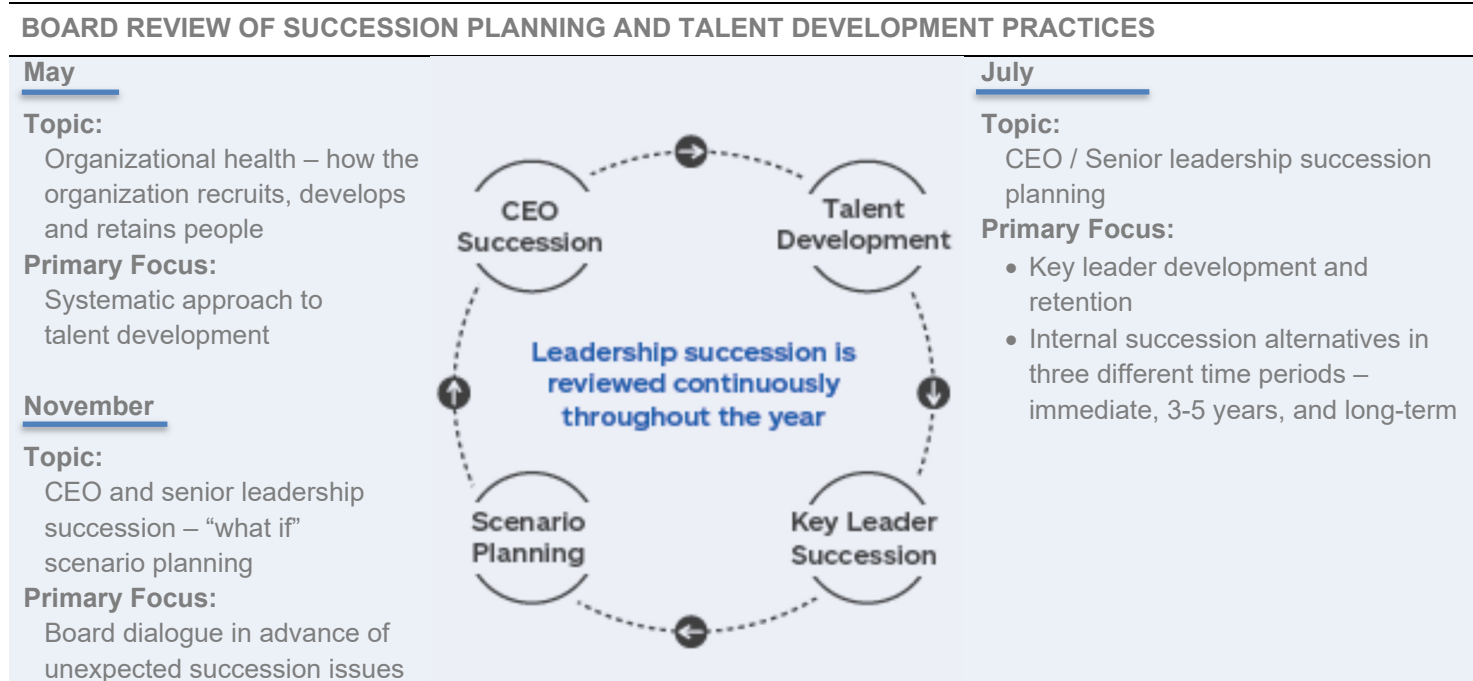 BOARD REVIEW OF SUCCESSION PLANNING AND TALENT DEVELOPMENT PRACTICES
May
Topic:
Organizational health – how the
organization recruits, develops
and retains people
Primary Focus:
Systematic approach to
talent development
November
Topic:
CEO and senior leadership
succession – “what if”
scenario planning
Primary Focus:
Board dialogue in advance of
unexpected succession issues
CEO
Succession
Talent
Development
Leadership succession is
reviewed continuously
throughout the year
Scenario
Planning
Key Leader
Succession
July
Topic:
CEO / Senior leadership succession
planning
Primary Focus:
• Key leader development and
retention
• Internal succession alternatives in
three different time periods –
immediate, 3-5 years, and long-term